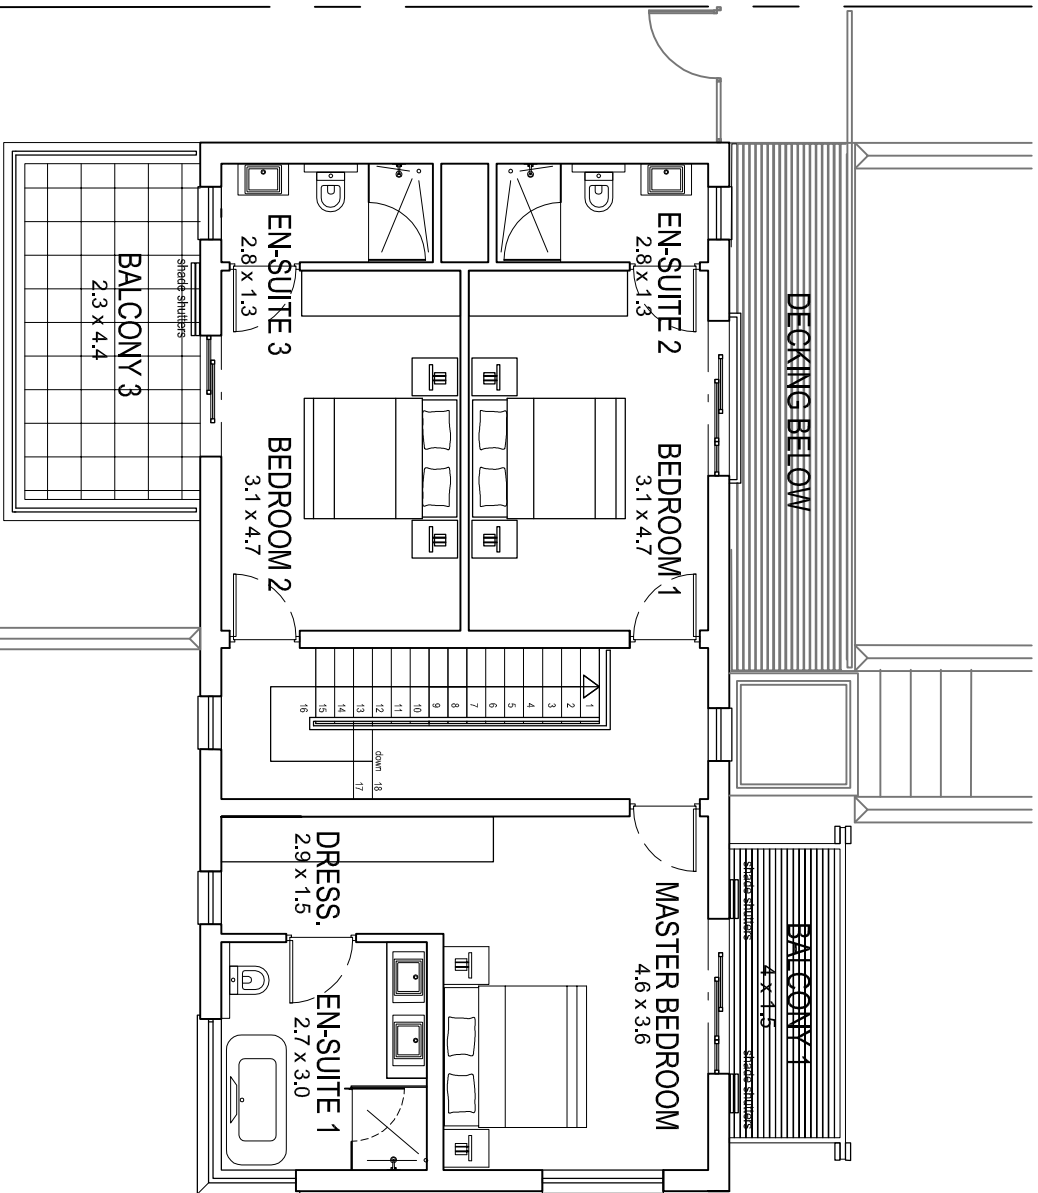 DECKING BELOW
BALCONY 1
4 x 1.5
shade shutters
shade shutters
EN-SUITE 2
2.8 x 1.3
BEDROOM 1
3.1 x 4.7
MASTER BEDROOM
4.6 x 3.6
EN-SUITE 3
2.8 x 1.3
BEDROOM 2
3.1 x 4.7
1
2
3
4
5
6
7
8
9
10
11
12
13
14
15
16
17
18
down
DRESS.
2.9 x 1.5
EN-SUITE 1
2.7 x 3.0
shade shutters
BALCONY 3
2.3 x 4.4